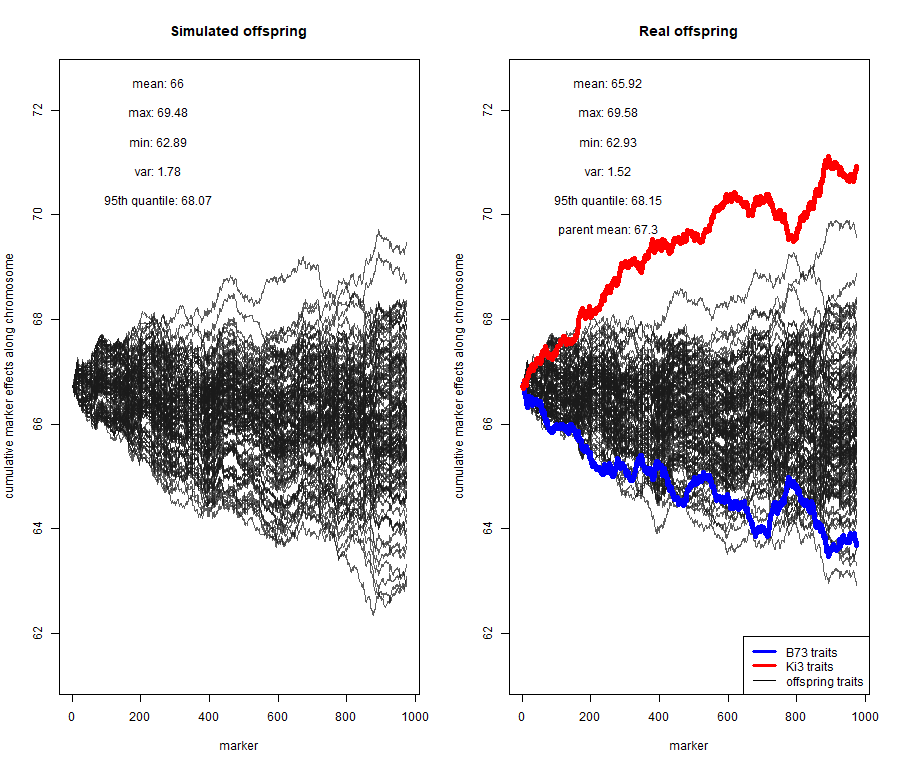 Simulated offspring
mean: 66
max: 69.48
min: 62.89
var: 1.78
95th quantile: 68.07
cumulative marker effects along chromosome
72
70
68
66
64
62
0 200 400 600 800 1000
marker
Real offspring
mean: 65.92
max: 69.58
min: 62.93
var: 1.52
95th quantile: 68.15
parent mean: 67.3
cumulative marker effects along chromosome
72
70
68
66
64
62
B73 traits
Ki3 traits
offspring traits
0 200 400 600 800 1000
marker